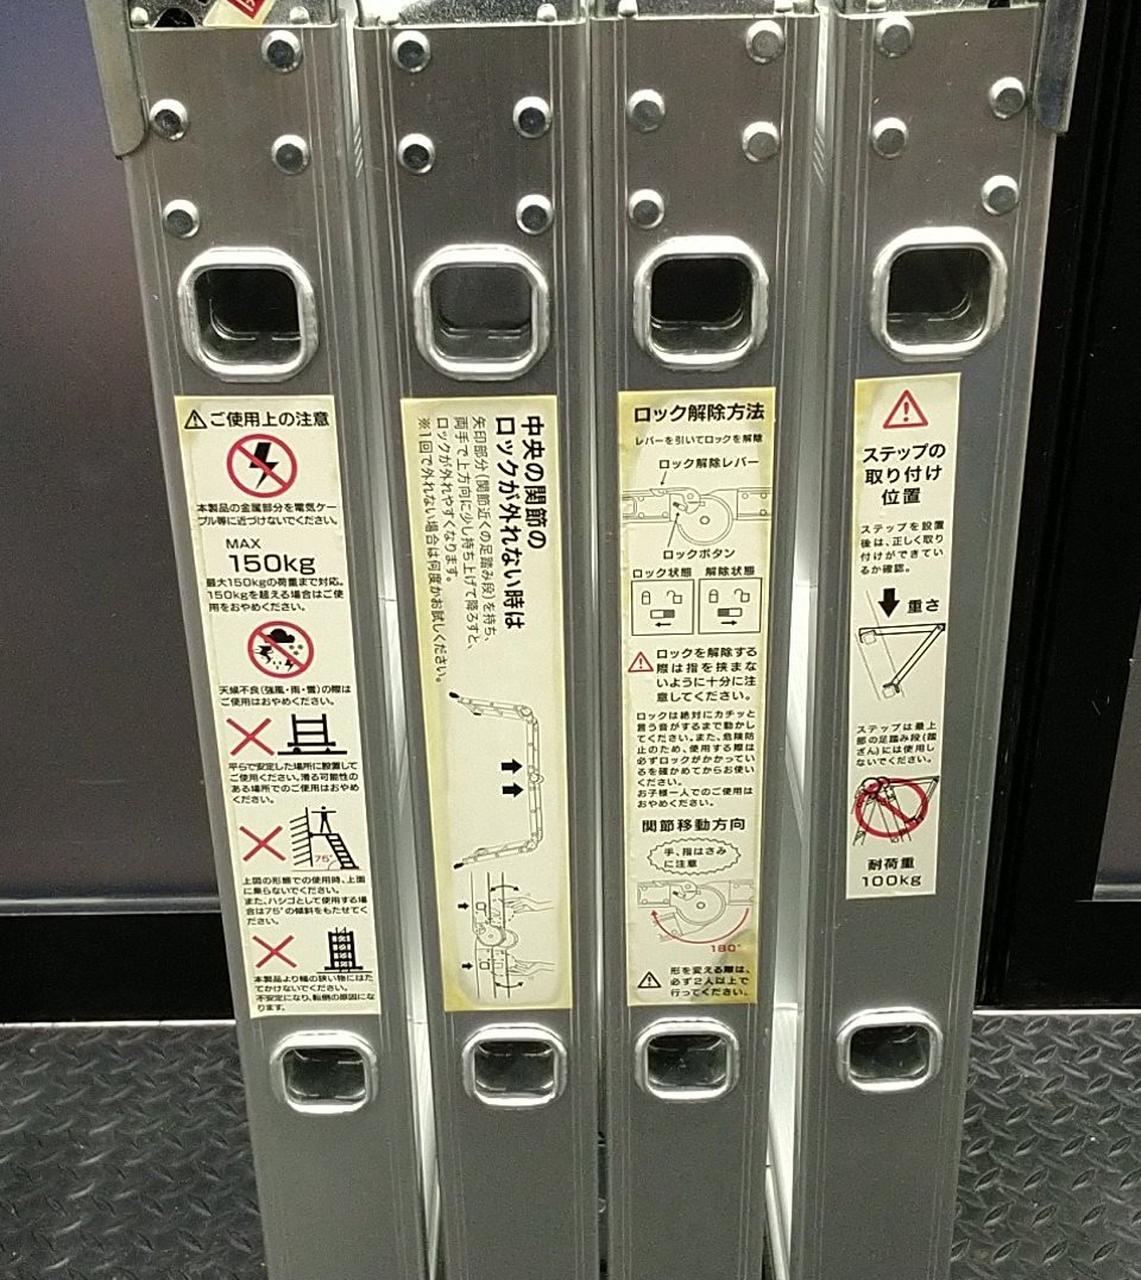 ご使用上の注意
本製品の金属部分を電気ケー
ブル等に近づけないでください。
MAX
150kg
最大150kgの荷重まで対応。
150kgを超える場合はご使
用をおやめください。
天候不良(強風・雨・雪)の際は
ご使用はおやめください。
平らで安定した場所に設置して
ご使用ください。滑る可能性の
ある場所でのご使用はおやめ
ください。
75°
上図の形態での使用時、上面
に乗らないでください。
また、ハシゴとして使用する場
合は75°の傾斜をもたせてく
ださい。
本製品より幅の狭い物にはた
てかけないでください。
不安定になり、転倒の原因にな
ります。
中央の関節の
ロックが外れない時は
矢印部分(関節近くの足踏み段)を持ち、
両手で上方向に少し持ち上げて降ろすと、
ロックが外れやすくなります。
※1回で外れない場合は何度かお試しください。
ロック解除方法
レバーを引いてロックを解除
ロック解除レバー
ロックボタン
ロック状態 解除状態
ロックを解除する
際は指を挟まな
いように十分に注
意してください。
ロックは絶対にカチッと
言う音がするまで動かし
てください。また、危険防
止のため、使用する際は
必ずロックがかかってい
るを確かめてからお使い
ください。
お子様一人でのご使用は
おやめください。
関節移動方向
手、指はさみ
に注意
180°
形を変える際は、
必ず2人以上で
行ってください。
ステップの
取り付け
位置
ステップを設置
後は、正しく取り
付けができてい
るか確認。
重さ
ステップは最上
部の足踏み段(踏
ざん)には使用し
ないでください。
耐荷重
100kg